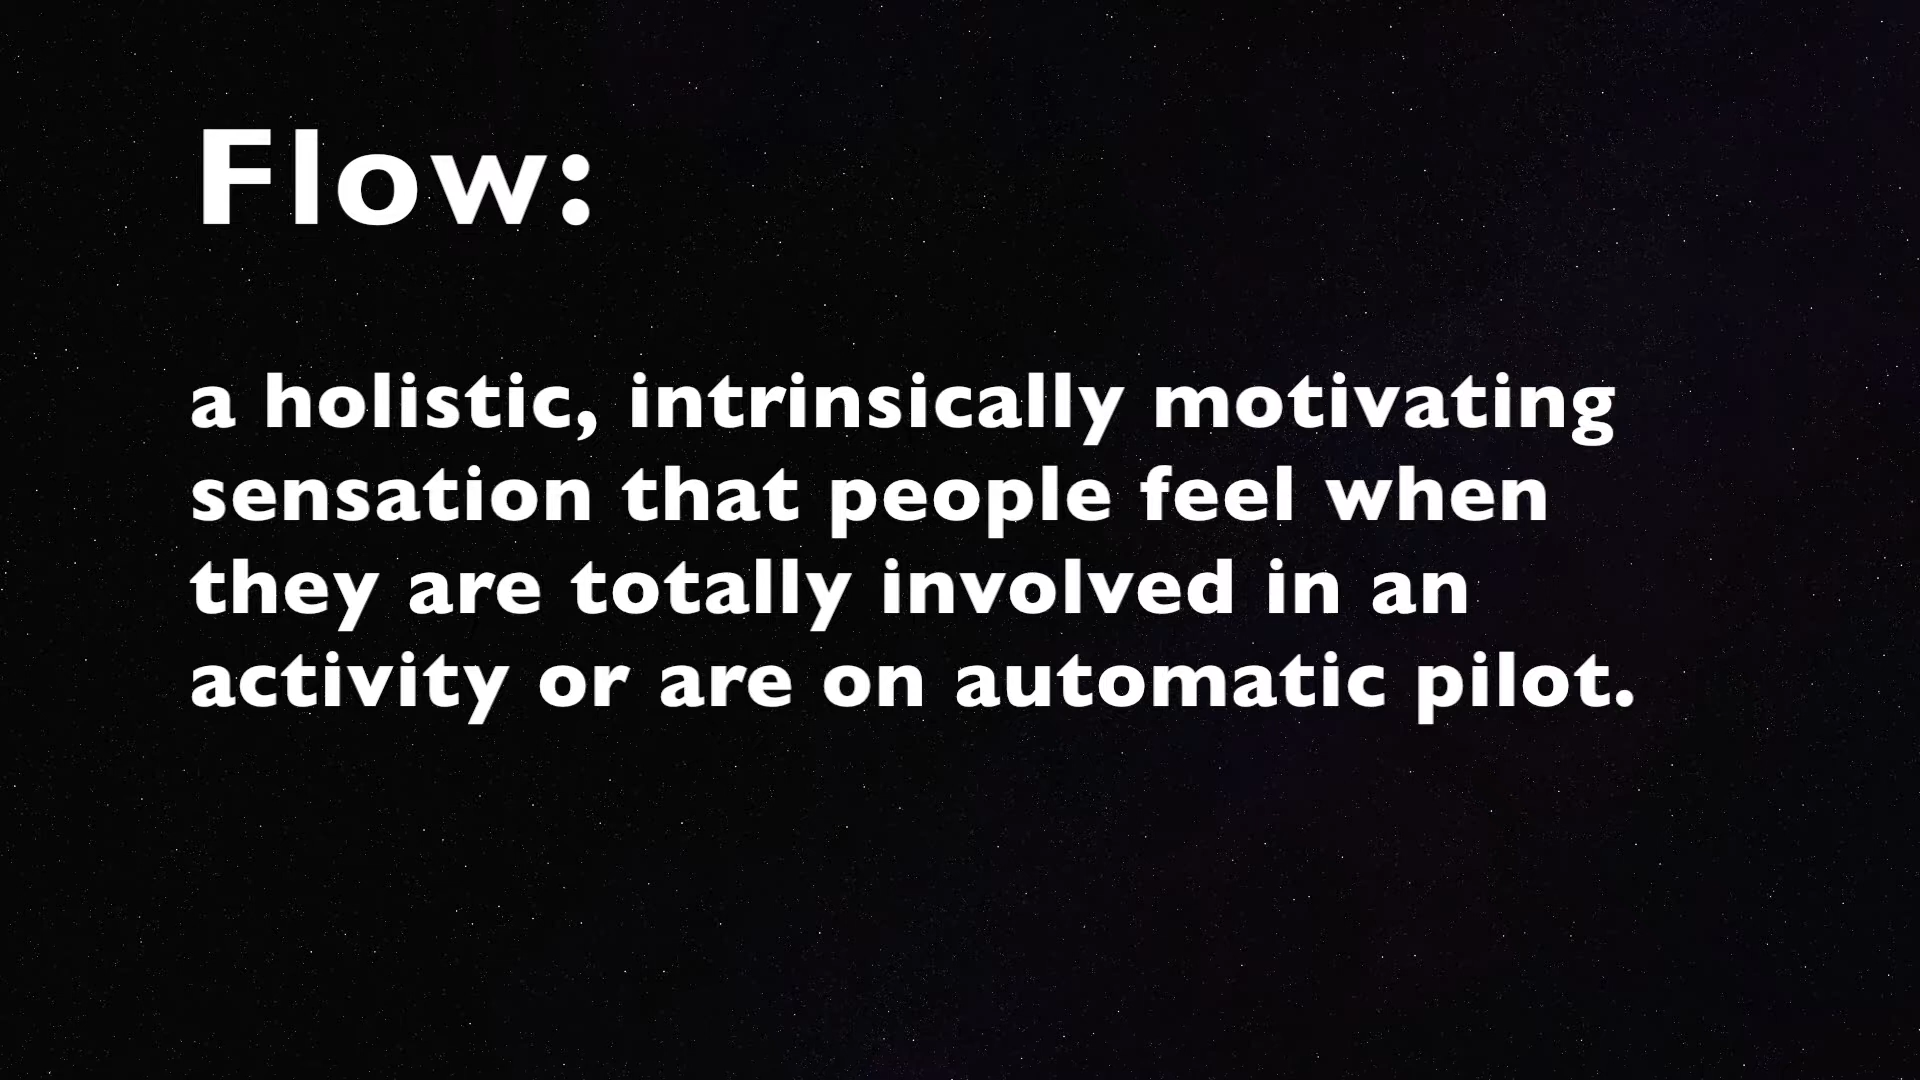 Flow:
a holistic, intrinsically motivating
sensation that people feel when
they are totally involved in an
activity or are on automatic pilot.